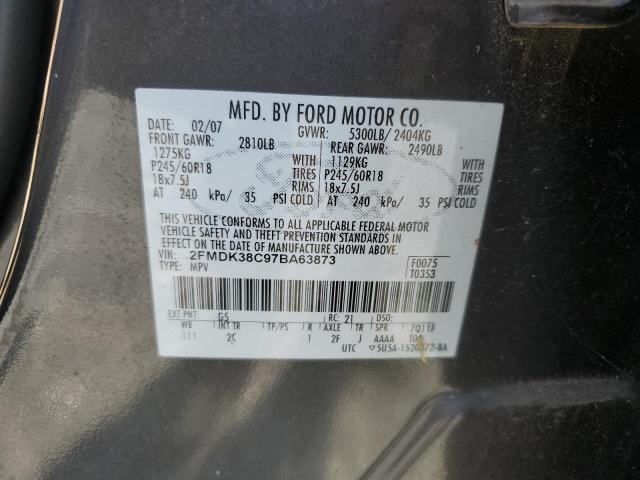 MFD. BY FORD MOTOR CO.
DATE: 02/07 GVWR: 5300LB/ 2404KG
FRONT GAWR: 2810LB REAR GAWR: 2490LB
1275KG WITH 1129KG WITH
P245/60R18 TIRES P245/60R18 TIRES
18x7.5J RIMS 18x7.5J RIMS
AT 240 kPa/ 35 PSI COLD AT 240 kPa/ 35 PSI COLD
THIS VEHICLE CONFORMS TO ALL APPLICABLE FEDERAL MOTOR
VEHICLE SAFETY AND THEFT PREVENTION STANDARDS IN
EFFECT ON THE DATE OF MANUFACTURE SHOWN ABOVE.
VIN: 2FMDK38C97BA63873 F0075
TYPE: MPV T0353
EXT PNT: G5 RC: 21 DSO:
WB INT TR TP/PS R AXLE TR SPR 7Q11F
111 2C 1 2F J AAAA
UTC